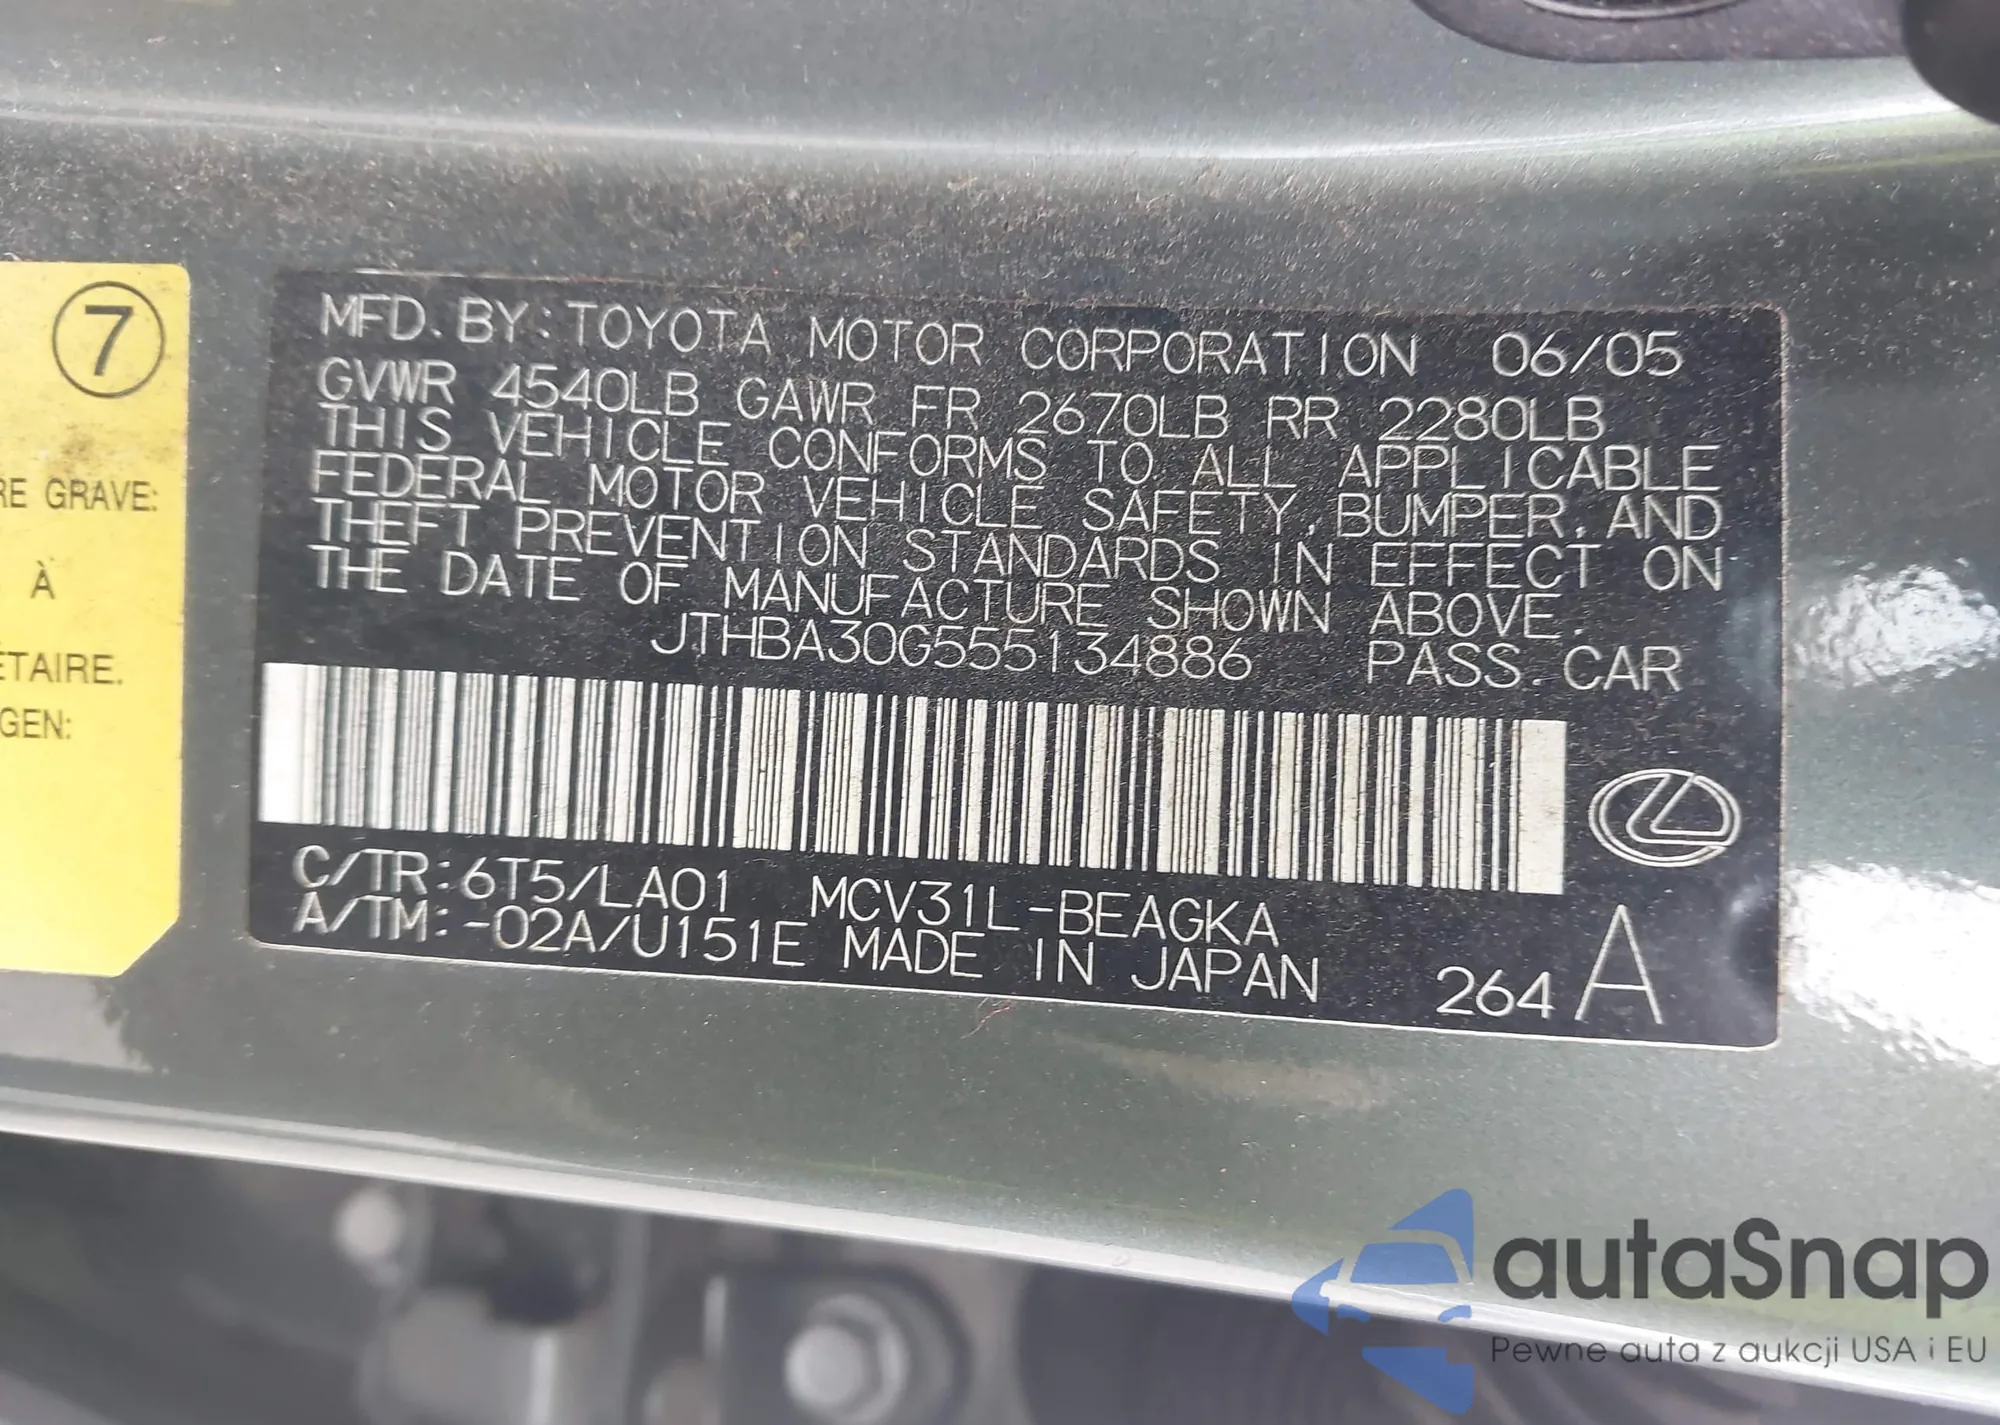 7
RE GRAVE:
À
ÉTAIRE.
GEN:
MFD. BY: TOYOTA MOTOR CORPORATION 06/05
GVWR 4540LB GAWR FR 2670LB RR 2280LB
THIS VEHICLE CONFORMS TO ALL APPLICABLE
FEDERAL MOTOR VEHICLE SAFETY, BUMPER, AND
THEFT PREVENTION STANDARDS IN EFFECT ON
THE DATE OF MANUFACTURE SHOWN ABOVE.
JTHBA30G555134886 PASS. CAR
C/TR: 6T5/LA01 MCV31L-BEAGKA
A/TM: -02A/U151E MADE IN JAPAN 264 A
autaSnap
Pewne auta z aukcji USA i EU